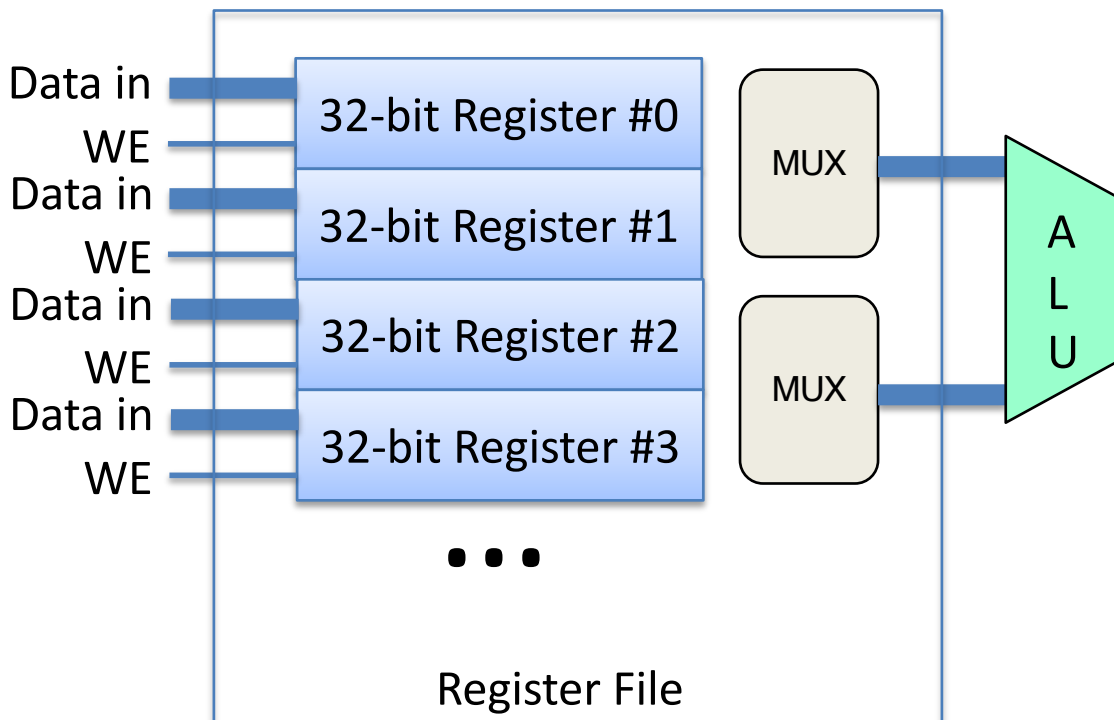 Data in
32-bit Register #0
WE
Data in
32-bit Register #1
WE
Data in
32-bit Register #2
WE
Data in
32-bit Register #3
WE
...
MUX
MUX
A
L
U
Register File